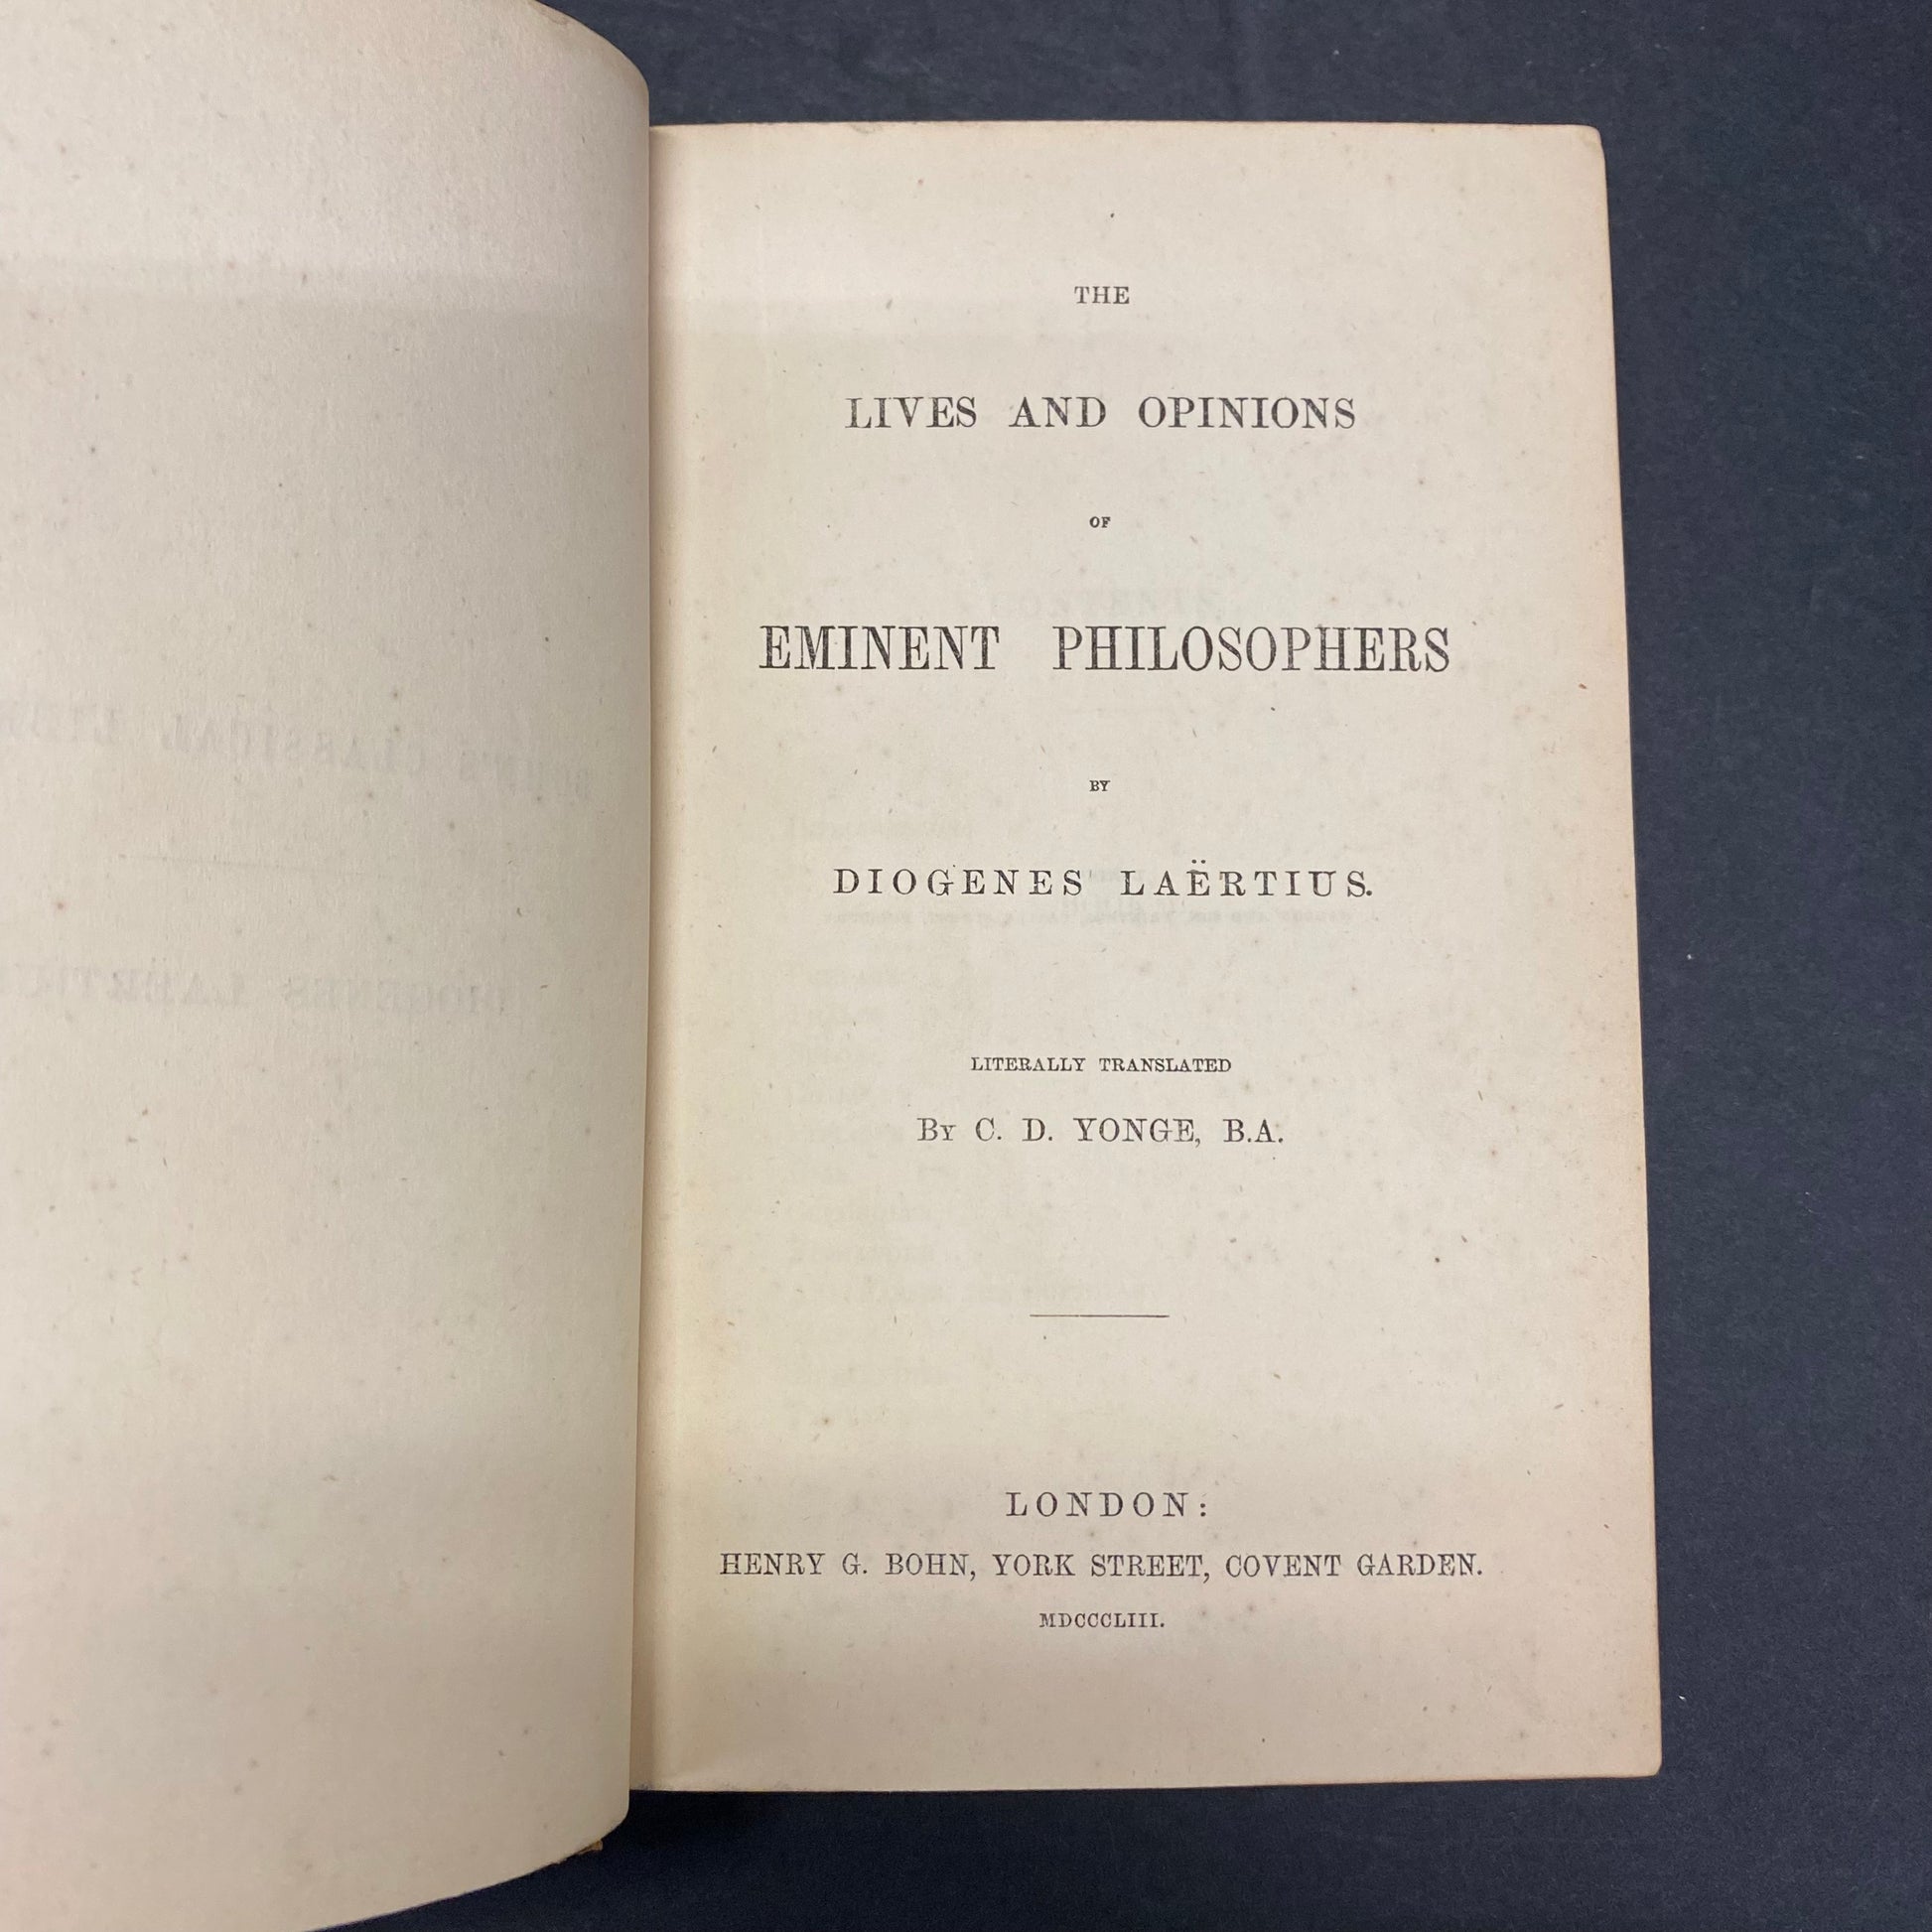 THE
LIVES AND OPINIONS
OF
EMINENT PHILOSOPHERS
BY
DIOGENES LAËRTIUS.
LITERALLY TRANSLATED
By C. D. YONGE, B.A.
LONDON:
HENRY G. BOHN, YORK STREET, COVENT GARDEN.
MDCCCLIII.